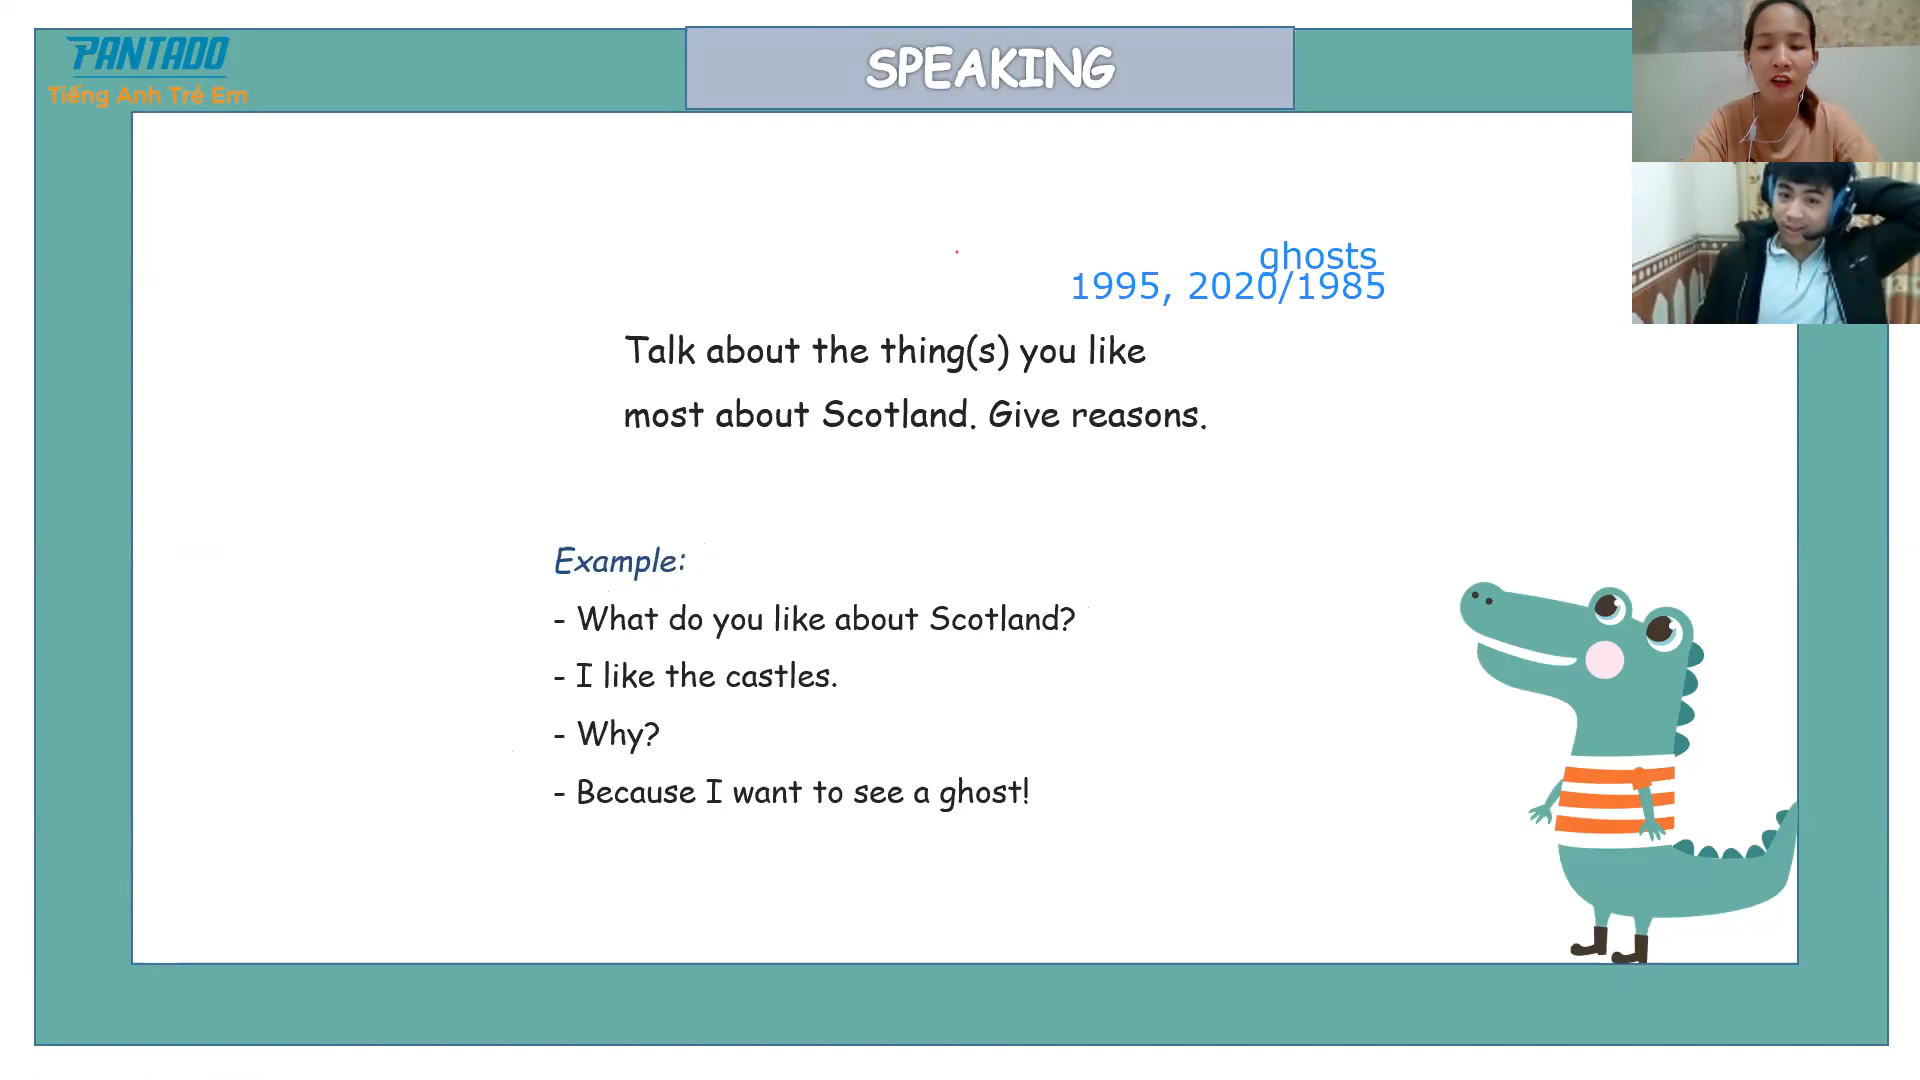 PANTADO
Tiếng Anh Trẻ Em
SPEAKING
ghosts
1995, 2020/1985
Talk about the thing(s) you like
most about Scotland. Give reasons.
Example:
- What do you like about Scotland?
- I like the castles.
- Why?
- Because I want to see a ghost!